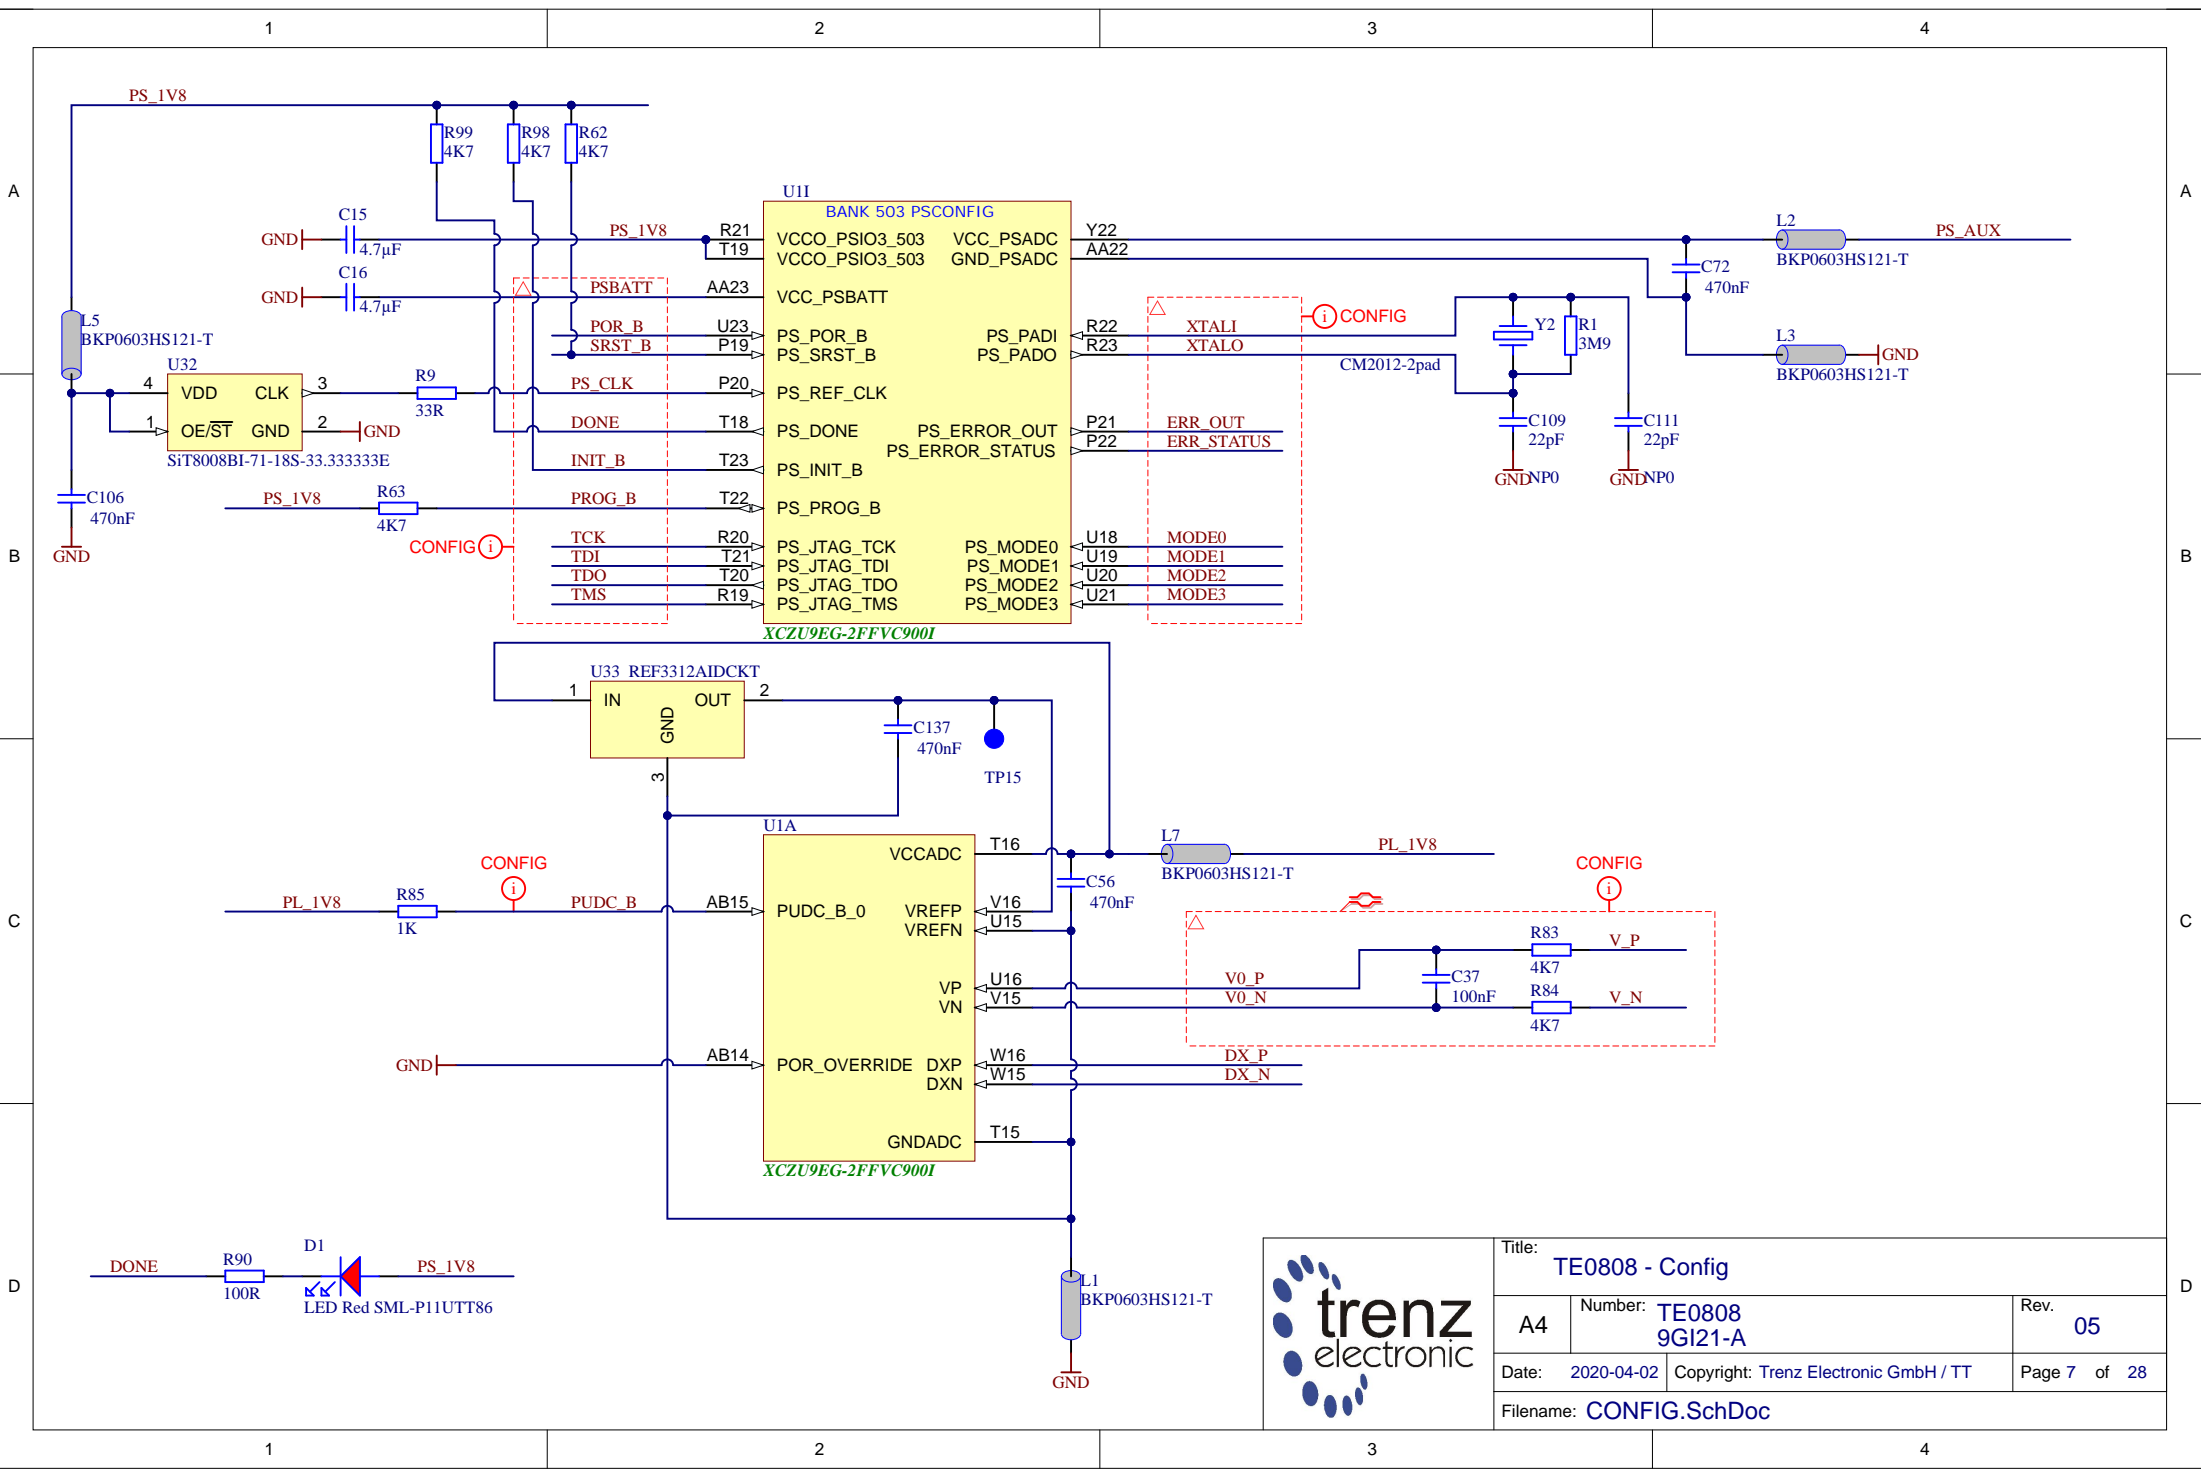 1 2 3 4
PS_1V8
R99 R98 R62
4K7 4K7 4K7
A A
U1I
BANK 503 PSCONFIG
C15
GND PS_1V8 R21 VCCO_PSIO3_503 VCC_PSADC Y22
4.7µF T19 VCCO_PSIO3_503 GND_PSADC AA22
L2 PS_AUX
BKP0603HS121-T
C72
470nF
C16
GND PSBATT AA23 VCC_PSBATT
4.7µF
POR_B U23 PS_POR_B PS_PADI R22 XTALI
SRST_B P19 PS_SRST_B PS_PADO R23 XTALO
CONFIG
Y2 R1
3M9
CM2012-2pad
L3
GND
BKP0603HS121-T
L5
BKP0603HS121-T
U32
4 VDD CLK 3
1 OE/ST GND 2 GND
SiT8008BI-71-18S-33.333333E
R9
33R
PS_CLK P20 PS_REF_CLK
DONE T18 PS_DONE PS_ERROR_OUT P21 ERR_OUT
PS_ERROR_STATUS P22 ERR_STATUS
INIT_B T23 PS_INIT_B
C109
22pF
GND NP0
C111
22pF
GND NP0
C106
470nF
GND
PS_1V8 R63 PROG_B T22 PS_PROG_B
4K7
CONFIG
B B
TCK R20 PS_JTAG_TCK PS_MODE0 U18 MODE0
TDI T21 PS_JTAG_TDI PS_MODE1 U19 MODE1
TDO T20 PS_JTAG_TDO PS_MODE2 U20 MODE2
TMS R19 PS_JTAG_TMS PS_MODE3 U21 MODE3
XCZU9EG-2FFVC900I
U33 REF3312AIDCKT
1 IN OUT 2
GND
3
C137
470nF
TP15
U1A
VCCADC T16
L7 PL_1V8
BKP0603HS121-T
C56
470nF
CONFIG
PL_1V8 R85 PUDC_B AB15 PUDC_B_0 VREFP V16
1K
VREFN U15
CONFIG
C C
R83 V_P
4K7
VP U16 V0_P
VN V15 V0_N
C37
100nF
R84 V_N
4K7
GND AB14 POR_OVERRIDE DXP W16 DX_P
DXN W15 DX_N
GNDADC T15
XCZU9EG-2FFVC900I
D1
DONE R90 PS_1V8
100R
LED Red SML-P11UTT86
D D
L1
BKP0603HS121-T
GND
trenz
electronic
Title:
TE0808 - Config
A4 Number: TE0808
9GI21-A
Rev.
05
Date: 2020-04-02 Copyright: Trenz Electronic GmbH / TT Page 7 of 28
Filename: CONFIG.SchDoc
1 2 3 4